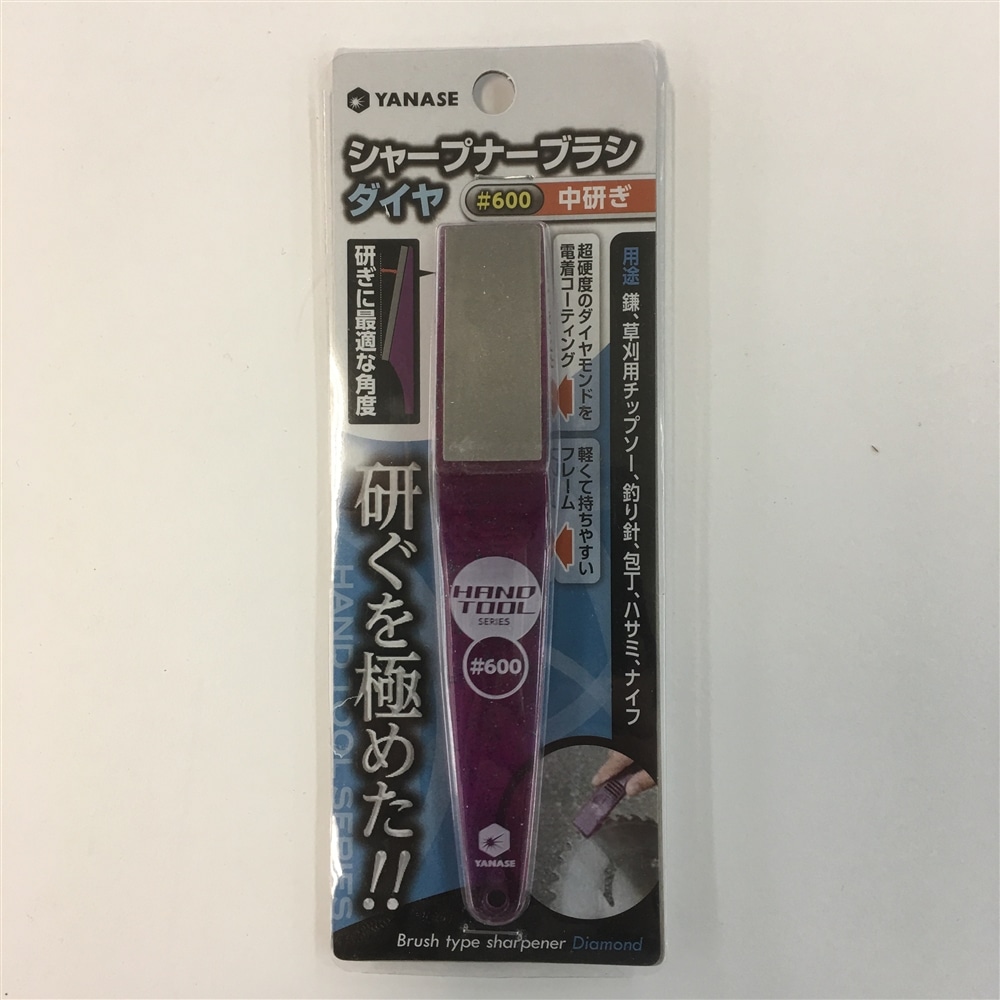 YANASE
シャープナーブラシ
ダイヤ
#600
中研ぎ
研ぎに最適な角度
超硬度のダイヤモンドを
電着コーティング
軽くて持ちやすい
フレーム
用途 鎌、草刈用チップソー、釣り針、包丁、ハサミ、ナイフ
研ぐを極めた!!
HAND TOOL SERIES
HAND
TOOL
SERIES
#600
YANASE
Brush type sharpener Diamond